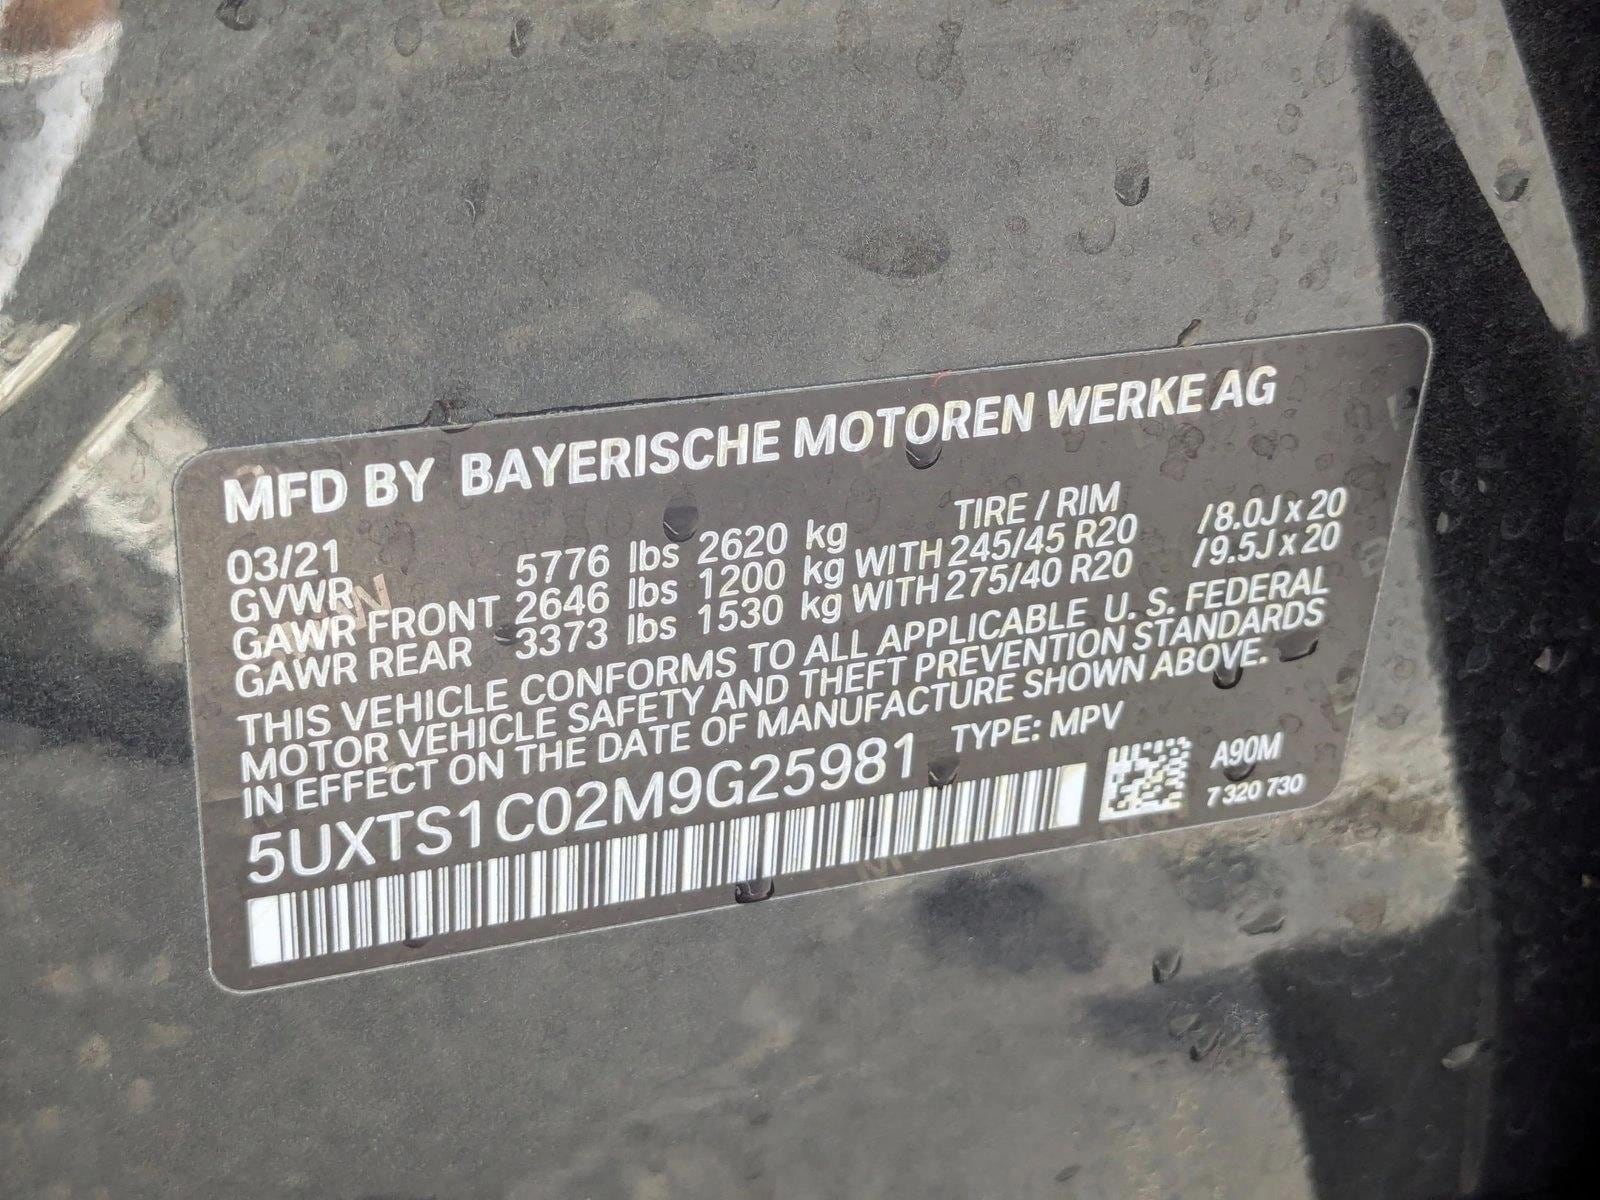 MFD BY BAYERISCHE MOTOREN WERKE AG
03/21 TIRE / RIM
GVWR 5776 lbs 2620 kg
GAWR FRONT 2646 lbs 1200 kg WITH 245/45 R20 /8.0J x 20
GAWR REAR 3373 lbs 1530 kg WITH 275/40 R20 /9.5J x 20
THIS VEHICLE CONFORMS TO ALL APPLICABLE U. S. FEDERAL
MOTOR VEHICLE SAFETY AND THEFT PREVENTION STANDARDS
IN EFFECT ON THE DATE OF MANUFACTURE SHOWN ABOVE.
5UXTS1C02M9G25981 TYPE: MPV
A90M
7 320 730